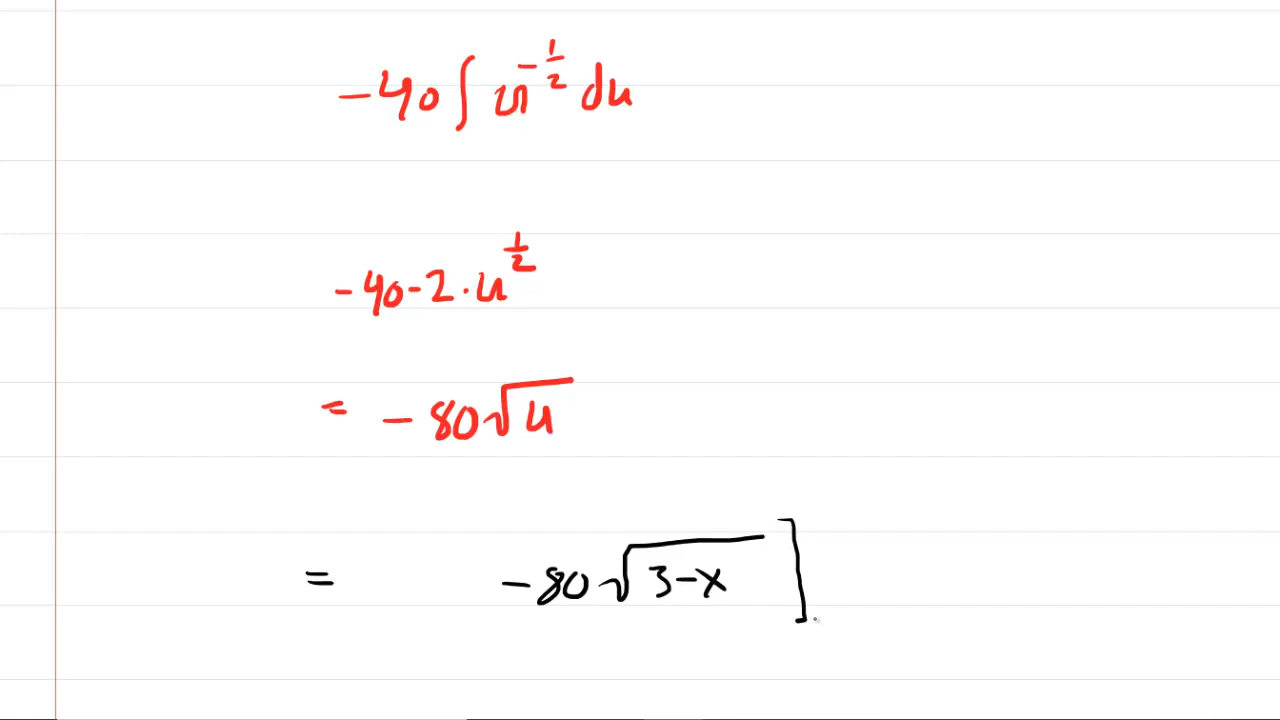 -40 ∫ u^{-1/2} du
-40 · 2 · u^{1/2}
= -80√u
= -80√(3-x) ]